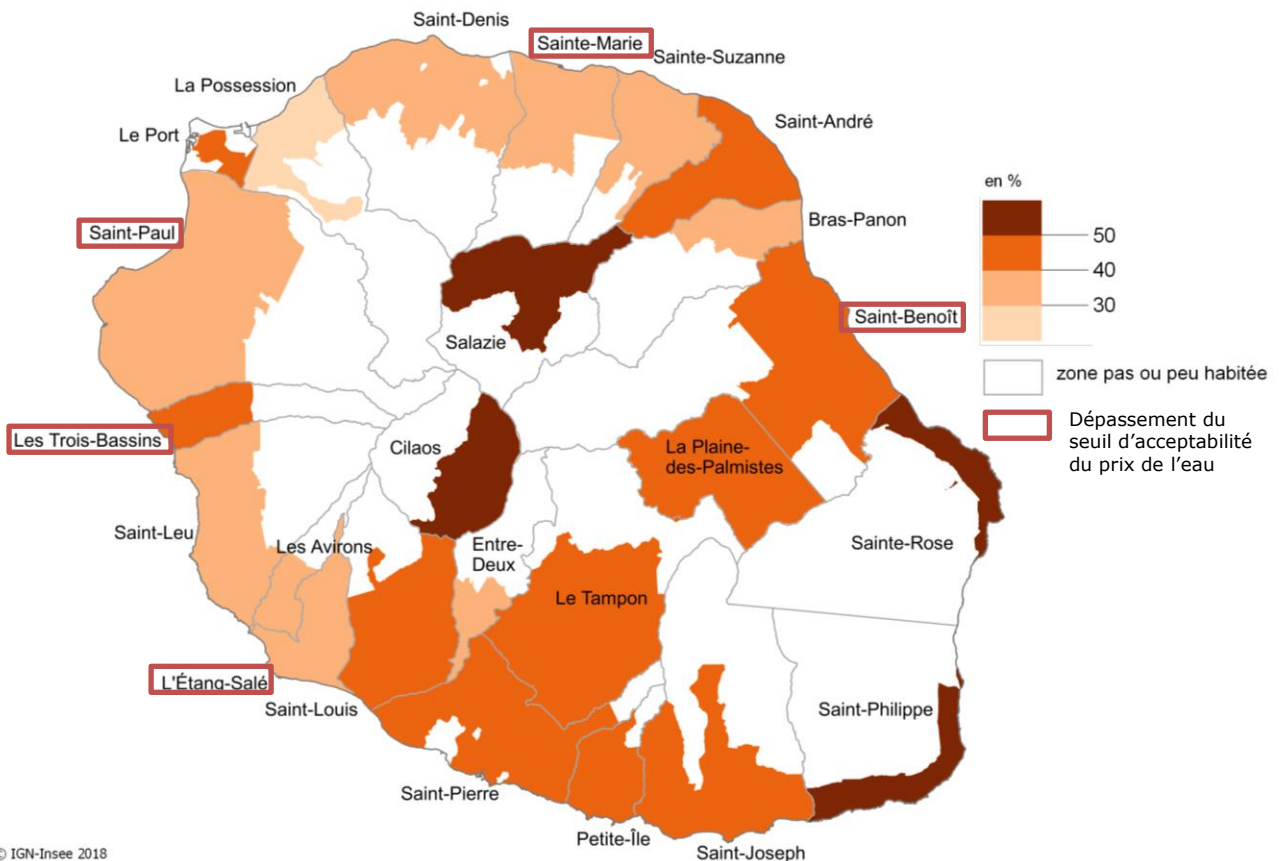 Saint-Denis
Sainte-Marie
Sainte-Suzanne
La Possession
Le Port
Saint-André
Saint-Paul
Bras-Panon
Salazie
Saint-Benoît
Les Trois-Bassins
Cilaos
La Plaine-
des-Palmistes
Saint-Leu
Les Avirons
Entre-
Deux
Sainte-Rose
Le Tampon
L'Étang-Salé
Saint-Louis
Saint-Philippe
Saint-Pierre
Petite-Île
Saint-Joseph
en %
50
40
30
zone pas ou peu habitée
Dépassement du
seuil d'acceptabilité
du prix de l'eau
© IGN-Insee 2018